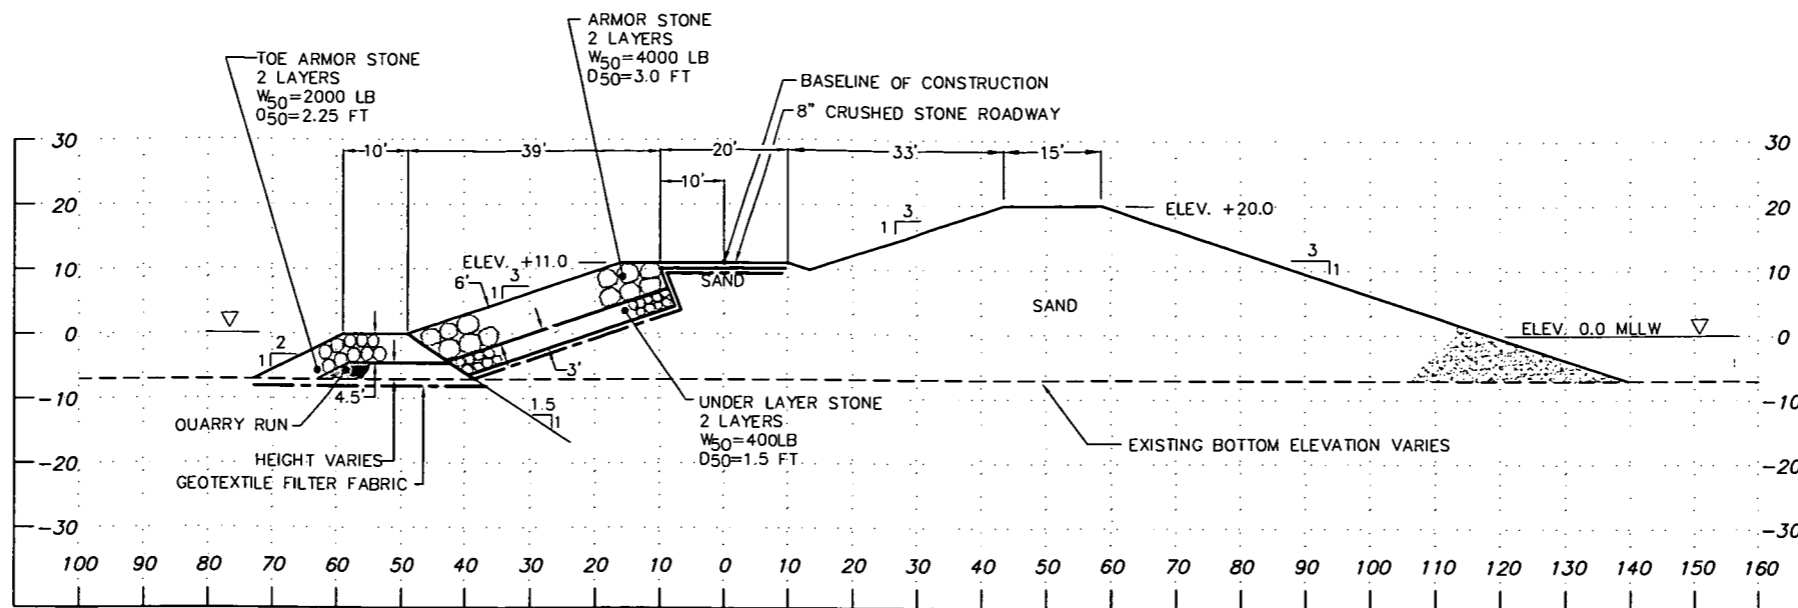 ARMOR STONE
2 LAYERS
W50=4000 LB
D50=3.0 FT
TOE ARMOR STONE
2 LAYERS
W50=2000 LB
O50=2.25 FT
BASELINE OF CONSTRUCTION
8" CRUSHED STONE ROADWAY
30
10'
39'
20'
33'
15'
30
10'
20
3
1
ELEV. +20.0
20
10
ELEV. +11.0
6'
3
1
SAND
SAND
3
1
10
0
2
1
ELEV. 0.0 MLLW
0
3'
4.5'
-10
1.5
1
UNDER LAYER STONE
2 LAYERS
W50=400LB
D50=1.5 FT
-10
QUARRY RUN
EXISTING BOTTOM ELEVATION VARIES
-20
HEIGHT VARIES
GEOTEXTILE FILTER FABRIC
-20
-30
-30
100 90 80 70 60 50 40 30 20 10 0 10 20 30 40 50 60 70 80 90 100 110 120 130 140 150 160